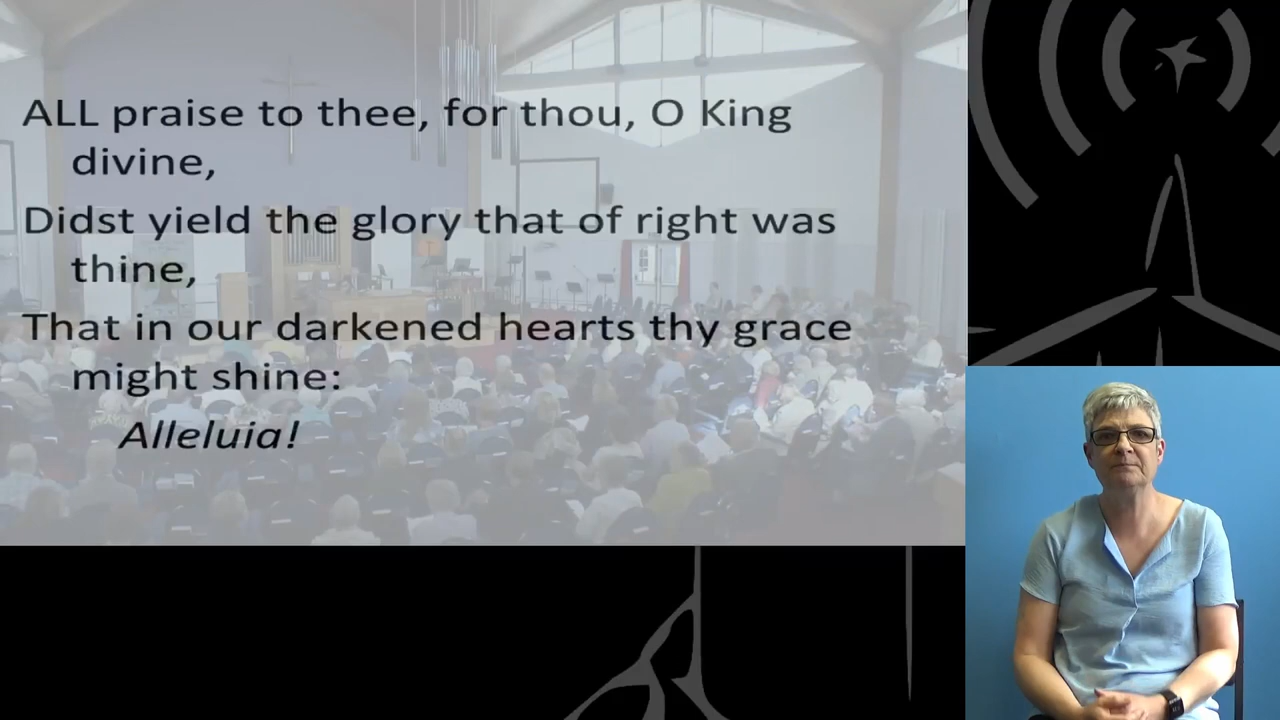 ALL praise to thee, for thou, O King
divine,
Didst yield the glory that of right was
thine,
That in our darkened hearts thy grace
might shine:
Alleluia!